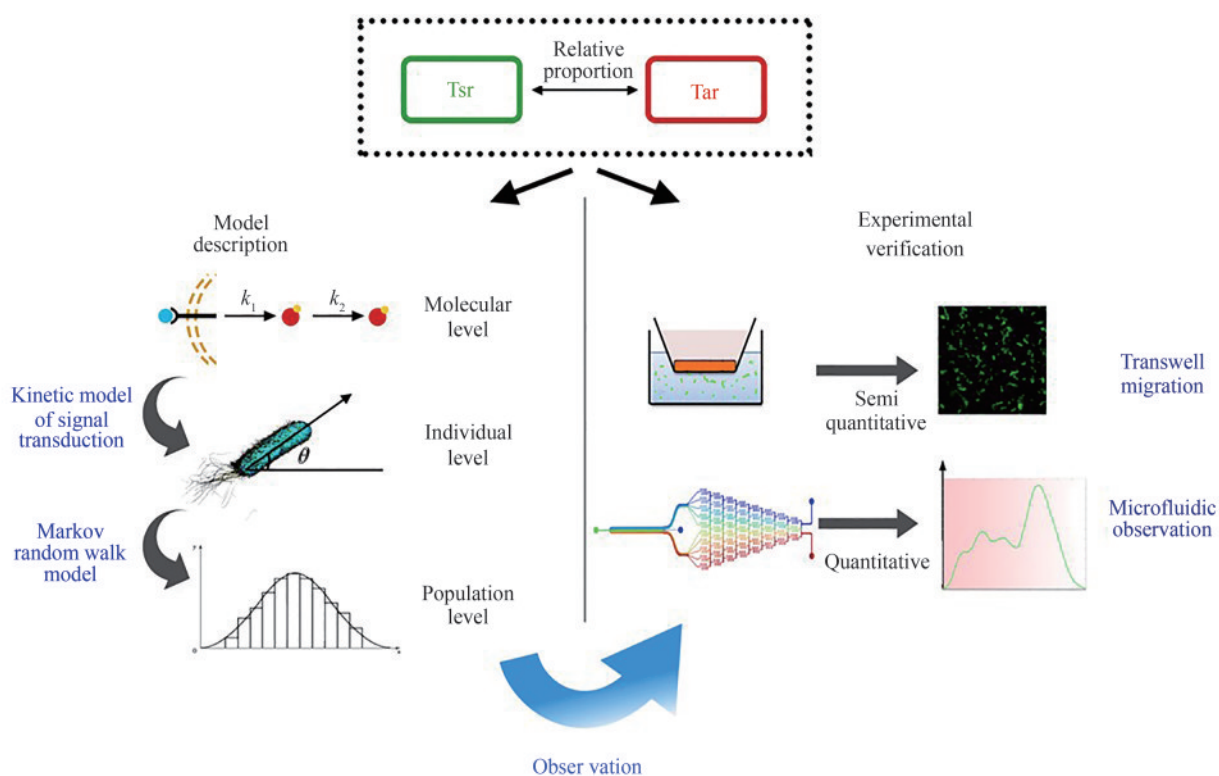 Relative
proportion
Tsr
Tar
Model
description
k1
k2
Molecular
level
Kinetic model
of signal
transduction
θ
Individual
level
Markov
random walk
model
y
0
x
Population
level
Experimental
verification
Semi
quantitative
Transwell
migration
Quantitative
Microfluidic
observation
Obser vation